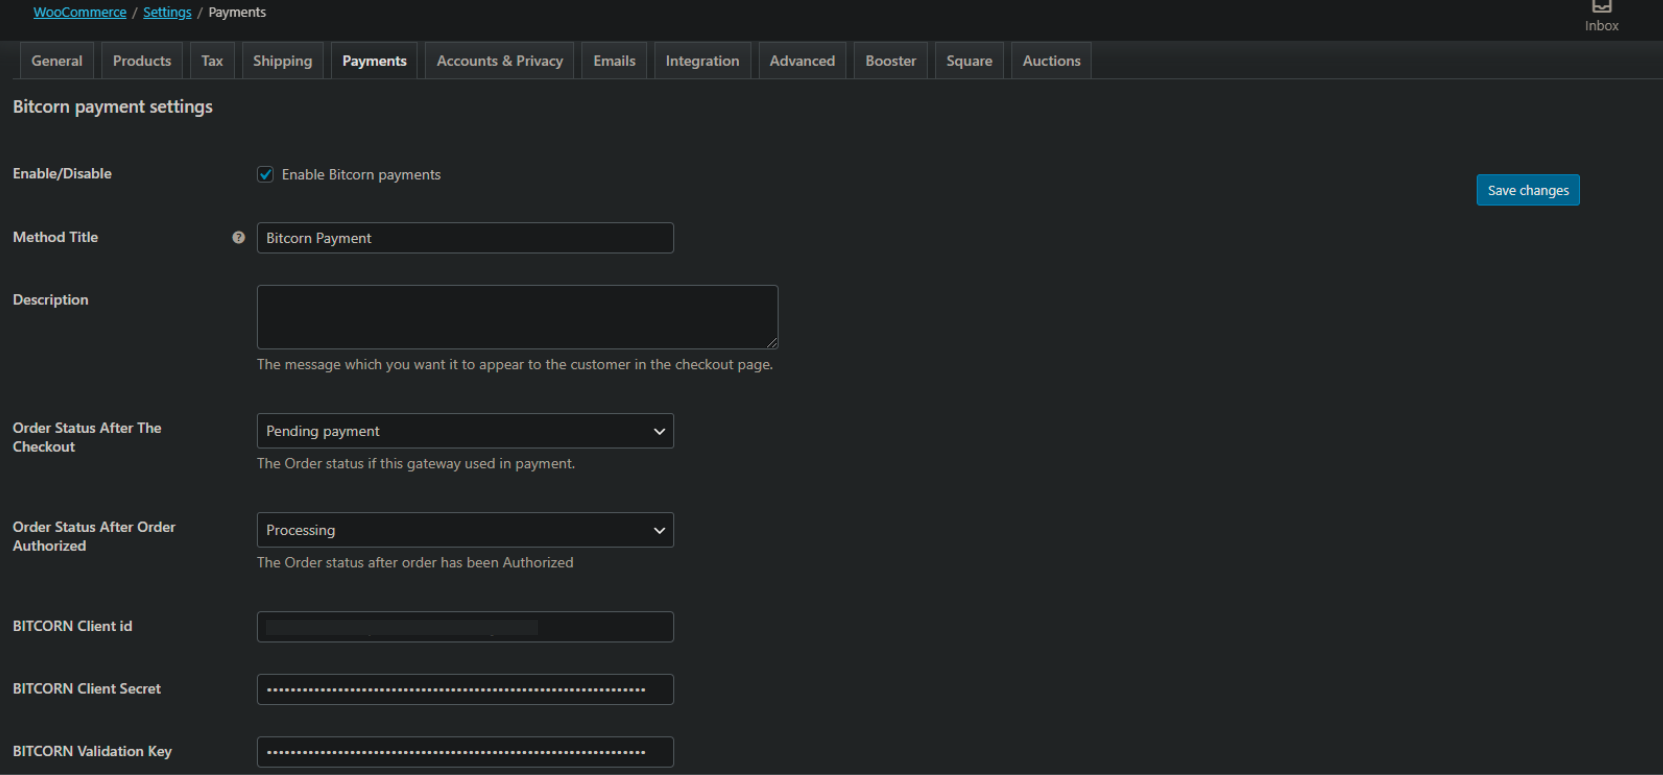 WooCommerce / Settings / Payments
Inbox
General Products Tax Shipping Payments Accounts & Privacy Emails Integration Advanced Booster Square Auctions
Bitcorn payment settings
Enable/Disable
Enable Bitcorn payments
Save changes
Method Title
Bitcorn Payment
Description
The message which you want it to appear to the customer in the checkout page.
Order Status After The
Checkout
Pending payment
The Order status if this gateway used in payment.
Order Status After Order
Authorized
Processing
The Order status after order has been Authorized
BITCORN Client id
BITCORN Client Secret
BITCORN Validation Key